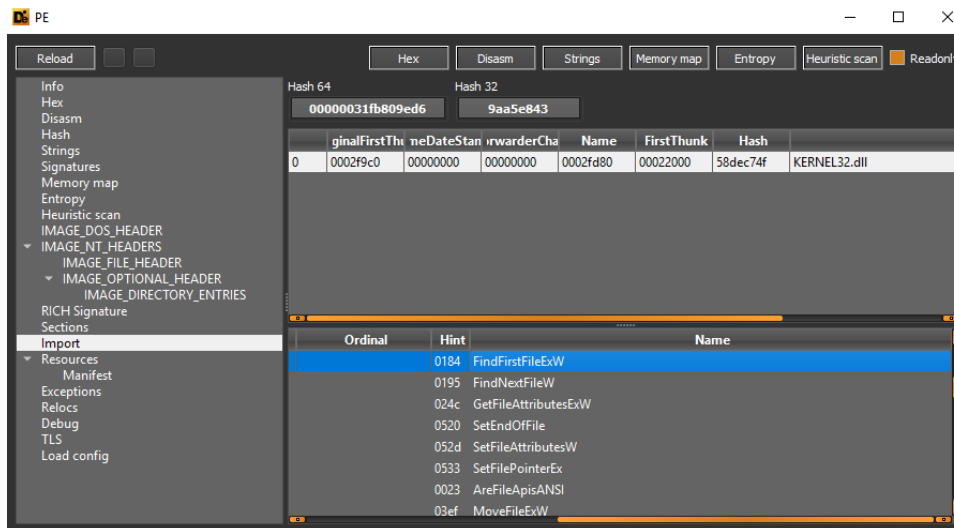 PE
Reload Hex Disasm Strings Memory map Entropy Heuristic scan Readonl
Info
Hex
Disasm
Hash
Strings
Signatures
Memory map
Entropy
Heuristic scan
IMAGE_DOS_HEADER
IMAGE_NT_HEADERS
IMAGE_FILE_HEADER
IMAGE_OPTIONAL_HEADER
IMAGE_DIRECTORY_ENTRIES
RICH Signature
Sections
Import
Resources
Manifest
Exceptions
Relocs
Debug
TLS
Load config
Hash 64 Hash 32
00000031fb809ed6 9aa5e843
ginalFirstThu neDateStan orwarderCha Name FirstThunk Hash
0 0002f9c0 00000000 00000000 0002fd80 00022000 58dec74f KERNEL32.dll
Ordinal Hint Name
0184 FindFirstFileExW
0195 FindNextFileW
024c GetFileAttributesExW
0520 SetEndOfFile
052d SetFileAttributesW
0533 SetFilePointerEx
0023 AreFileApisANSI
03ef MoveFileExW